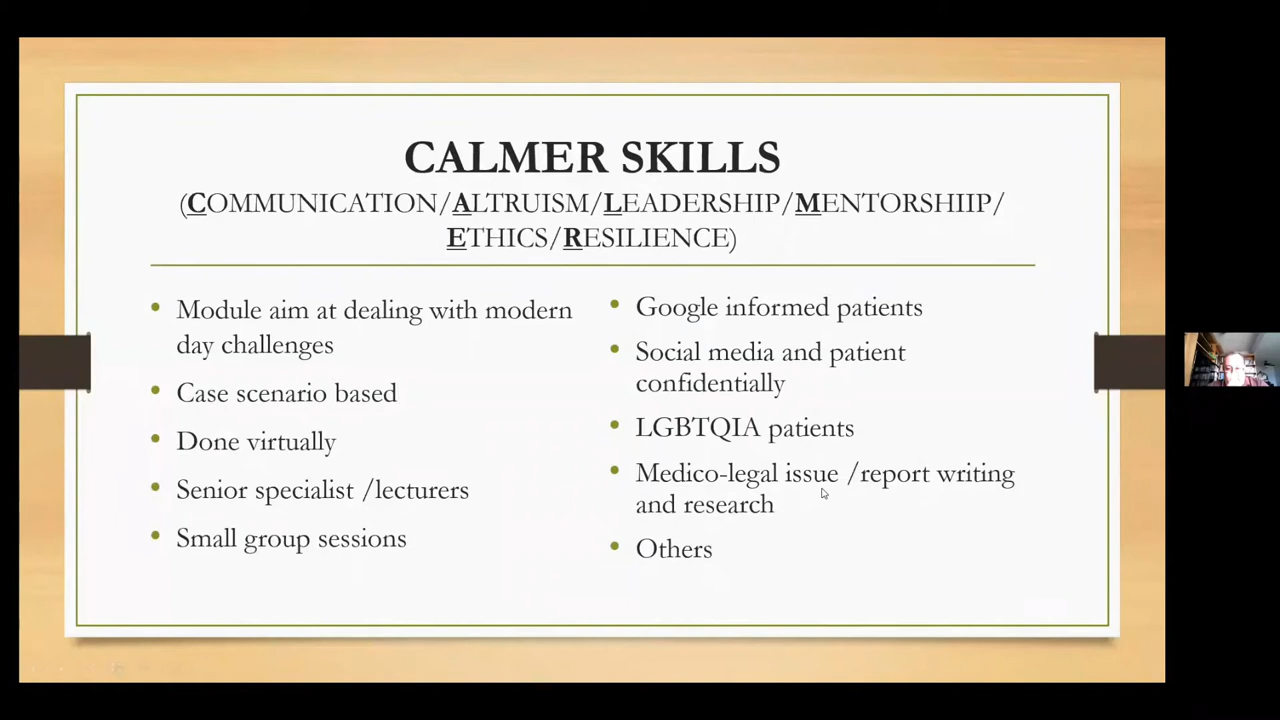 CALMER SKILLS
(COMMUNICATION/ALTRUISM/LEADERSHIP/MENTORSHIIP/
ETHICS/RESILIENCE)
• Module aim at dealing with modern
day challenges
• Case scenario based
• Done virtually
• Senior specialist /lecturers
• Small group sessions
• Google informed patients
• Social media and patient
confidentially
• LGBTQIA patients
• Medico-legal issue /report writing
and research
• Others